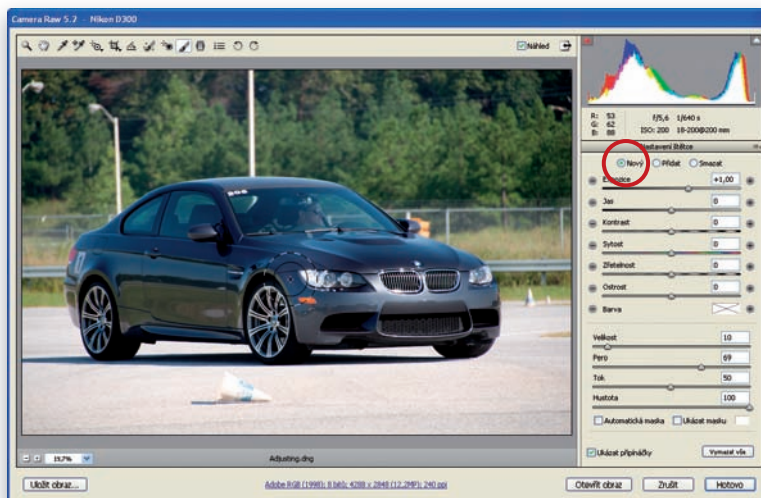 Camera Raw 5.7 - Nikon D300
Náhled
R: 53
G: 62
B: 88
f/5,6 1/640 s
ISO: 200 18-200@200 mm
Nastavení štětce
Nový Přidat Smazat
Expozice +1,00
Jas 0
Kontrast 0
Sytost 0
Zřetelnost 0
Ostrost 0
Barva
Velikost 10
Pero 69
Tok 50
Hustota 100
Automatická maska Ukázat masku
Ukázat připínáčky Vymazat vše
19,7% Adjusting.dng
Uložit obraz... Adobe RGB (1998); 8 bitů; 4288 x 2848 (12.2MP); 240 ppi Otevřít obraz Zrušit Hotovo